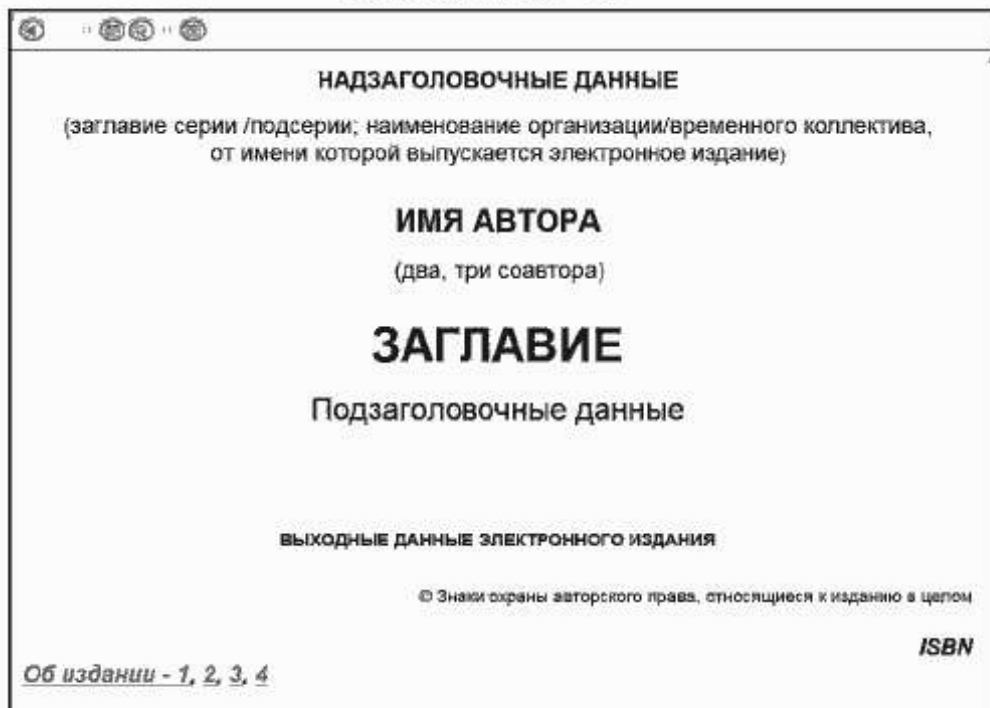 НАДЗАГОЛОВОЧНЫЕ ДАННЫЕ
(заглавие серии /подсерии; наименование организации/временного коллектива,
от имени которой выпускается электронное издание)
ИМЯ АВТОРА
(два, три соавтора)
ЗАГЛАВИЕ
Подзаголовочные данные
ВЫХОДНЫЕ ДАННЫЕ ЭЛЕКТРОННОГО ИЗДАНИЯ
© Знаки охраны авторского права, относящиеся к изданию в целом
ISBN
Об издании - 1, 2, 3, 4